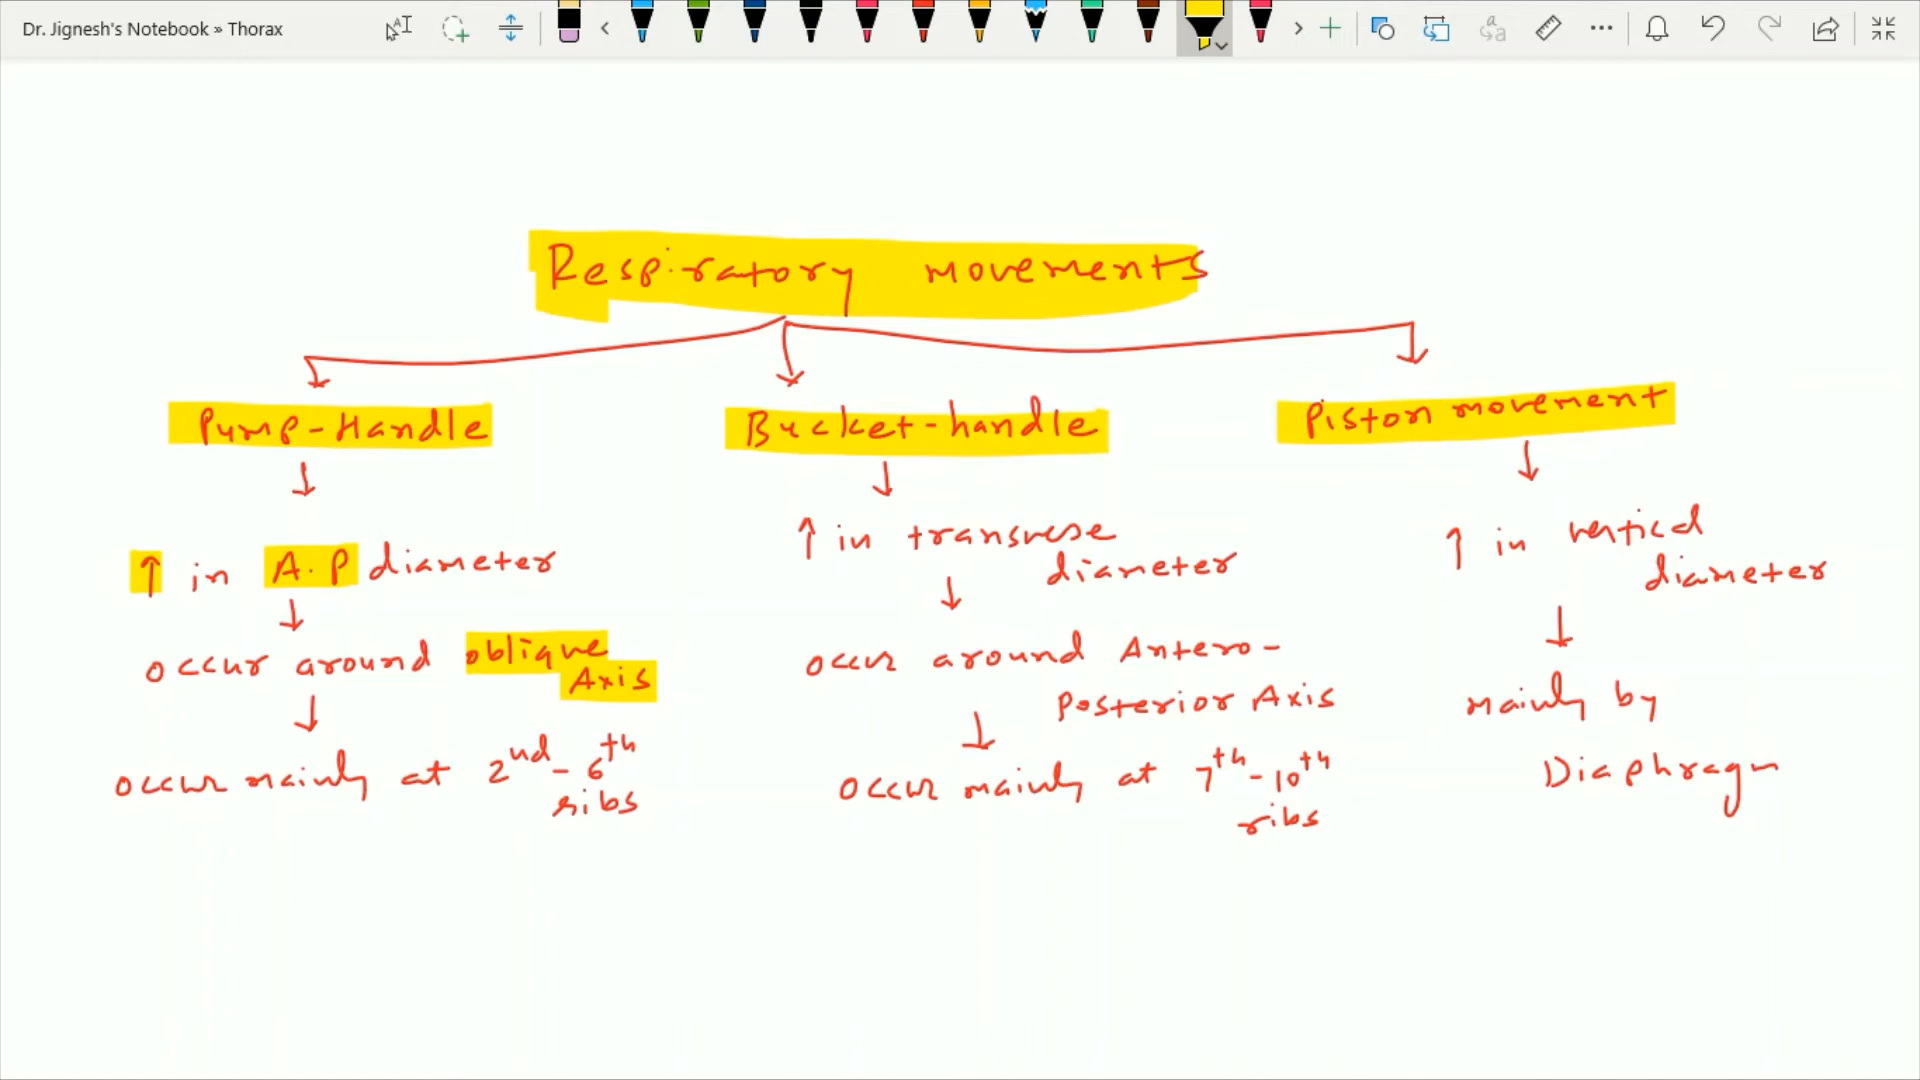 Dr. Jignesh's Notebook » Thorax
Respiratory movements
Pump-Handle
↑ in A.P diameter
occur around oblique
Axis
occur mainly at 2nd - 6th
ribs
Bucket-handle
↑ in transverse
diameter
occur around Antero-
Posterior Axis
occur mainly at 7th - 10th
ribs
Piston movement
↑ in vertical
diameter
mainly by
Diaphragm